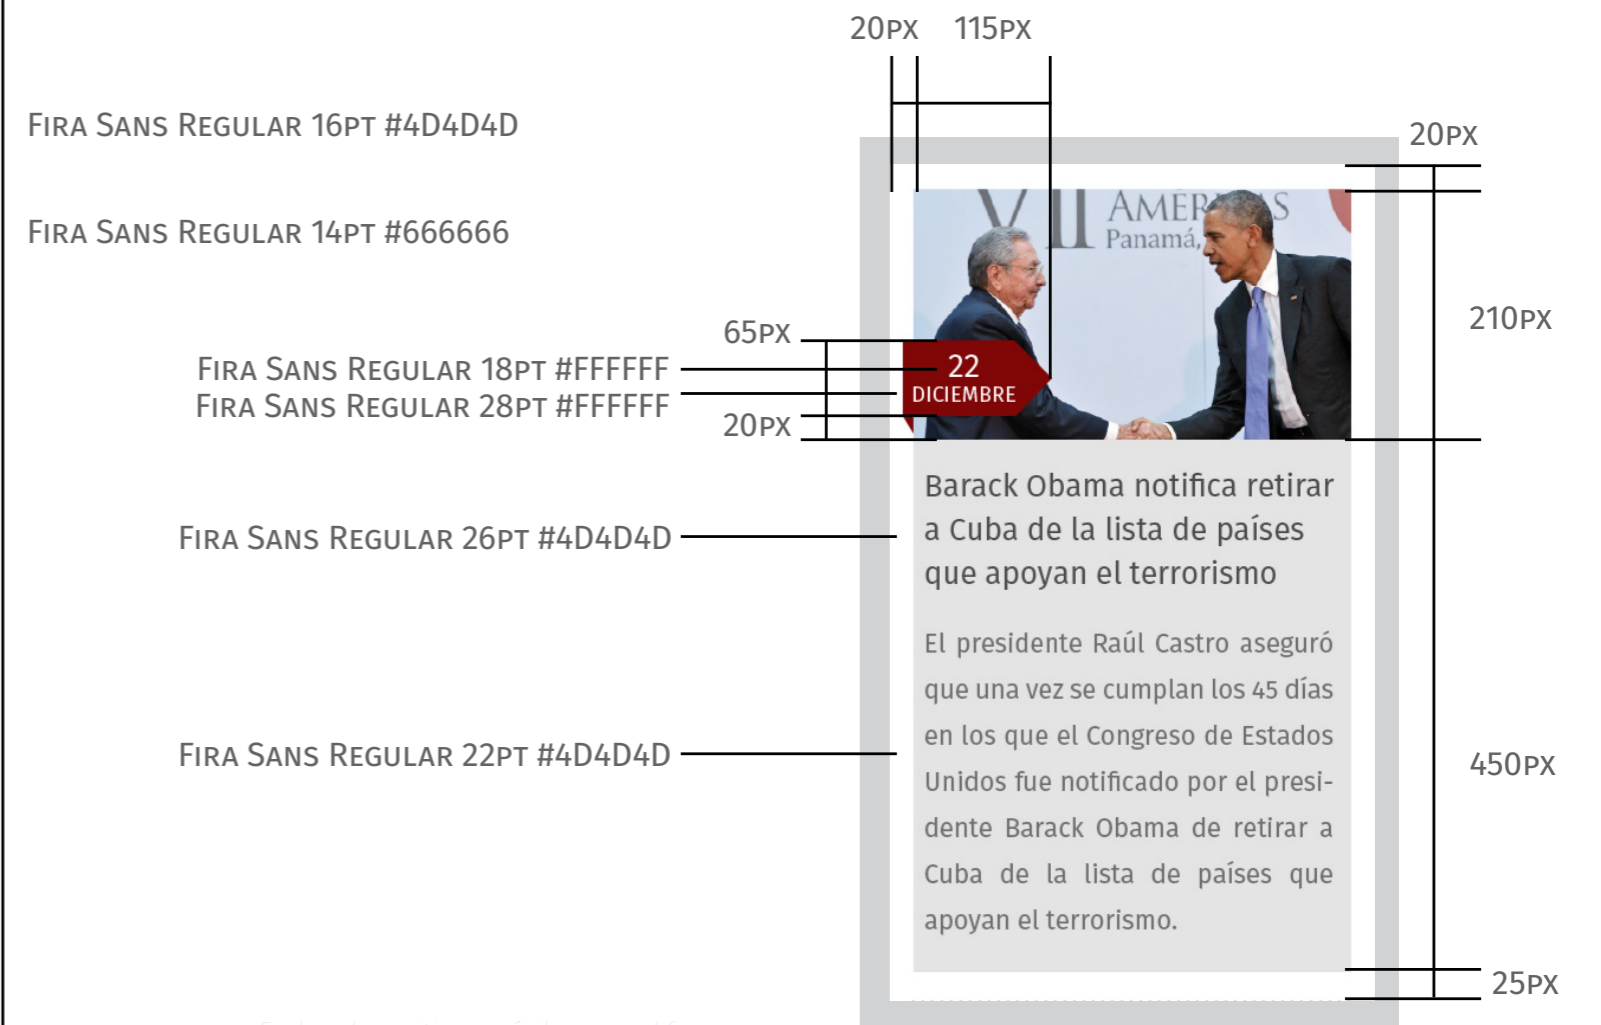 20px 115px
Fira Sans Regular 16pt #4D4D4D
20px
Fira Sans Regular 14pt #666666
AMÉR AS
Panamá,
210px
65px
Fira Sans Regular 18pt #FFFFFF
Fira Sans Regular 28pt #FFFFFF
20px
22
DICIEMBRE
Barack Obama notifica retirar
a Cuba de la lista de países
que apoyan el terrorismo
Fira Sans Regular 26pt #4D4D4D
El presidente Raúl Castro aseguró
que una vez se cumplan los 45 días
en los que el Congreso de Estados
Unidos fue notificado por el presi-
dente Barack Obama de retirar a
Cuba de la lista de países que
apoyan el terrorismo.
Fira Sans Regular 22pt #4D4D4D
450px
25px